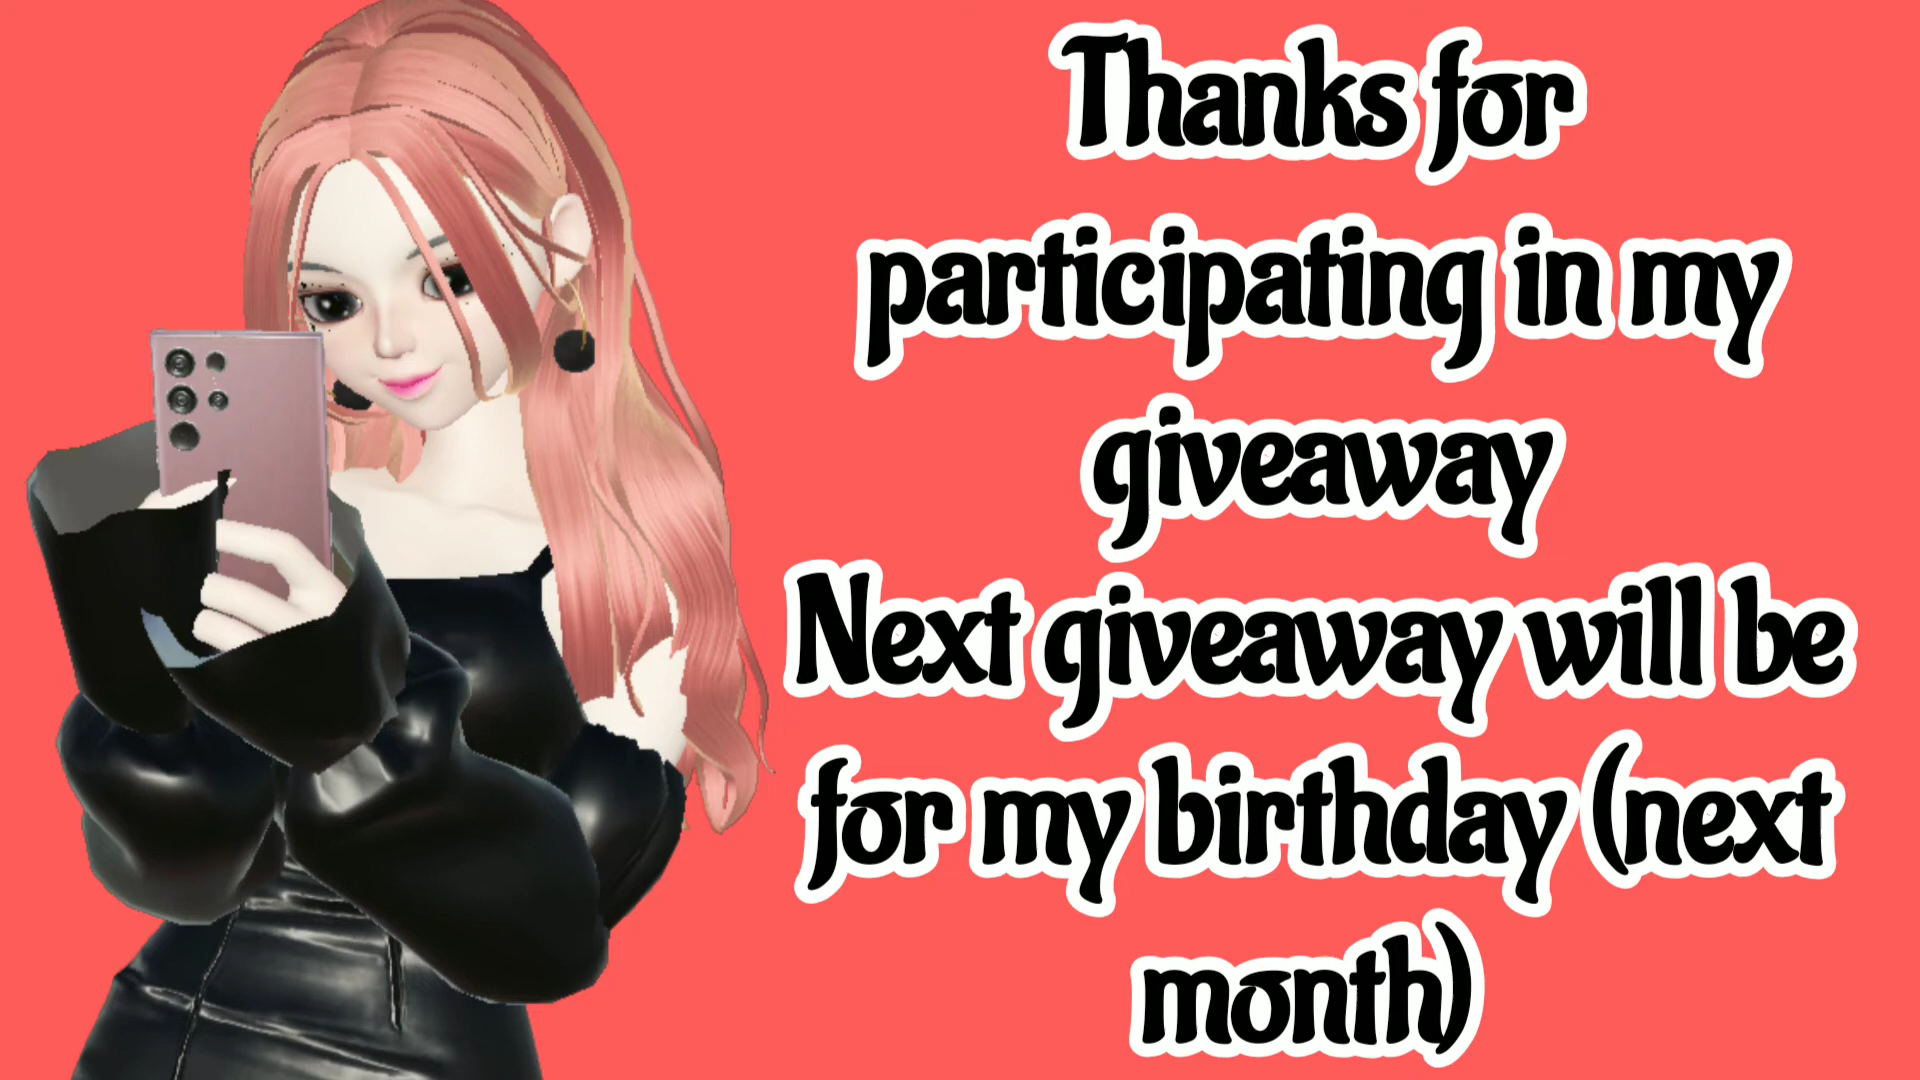 Thanks for
participating in my
giveaway
Next giveaway will be
for my birthday (next
month)